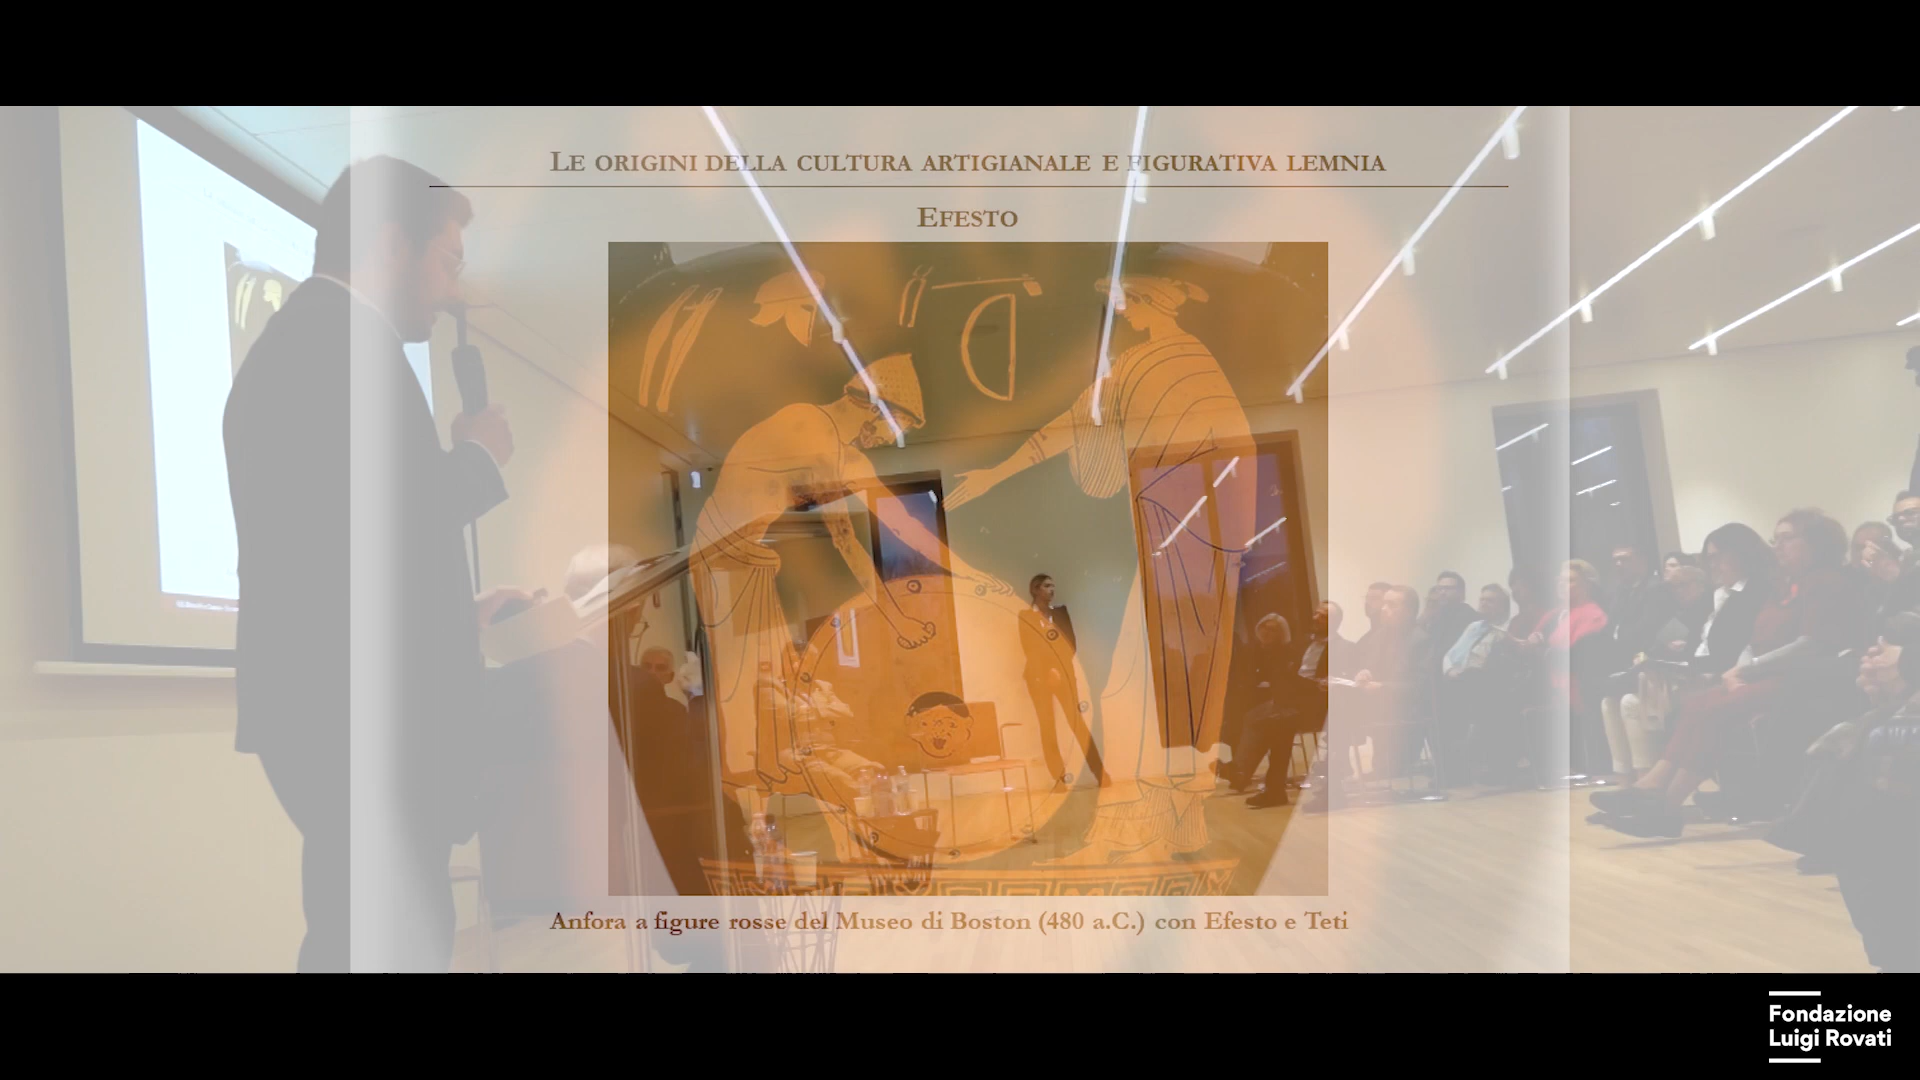 Le origini della cultura artigianale e figurativa lemnia
Efesto
Anfora a figure rosse del Museo di Boston (480 a.C.) con Efesto e Teti
Fondazione
Luigi Rovati